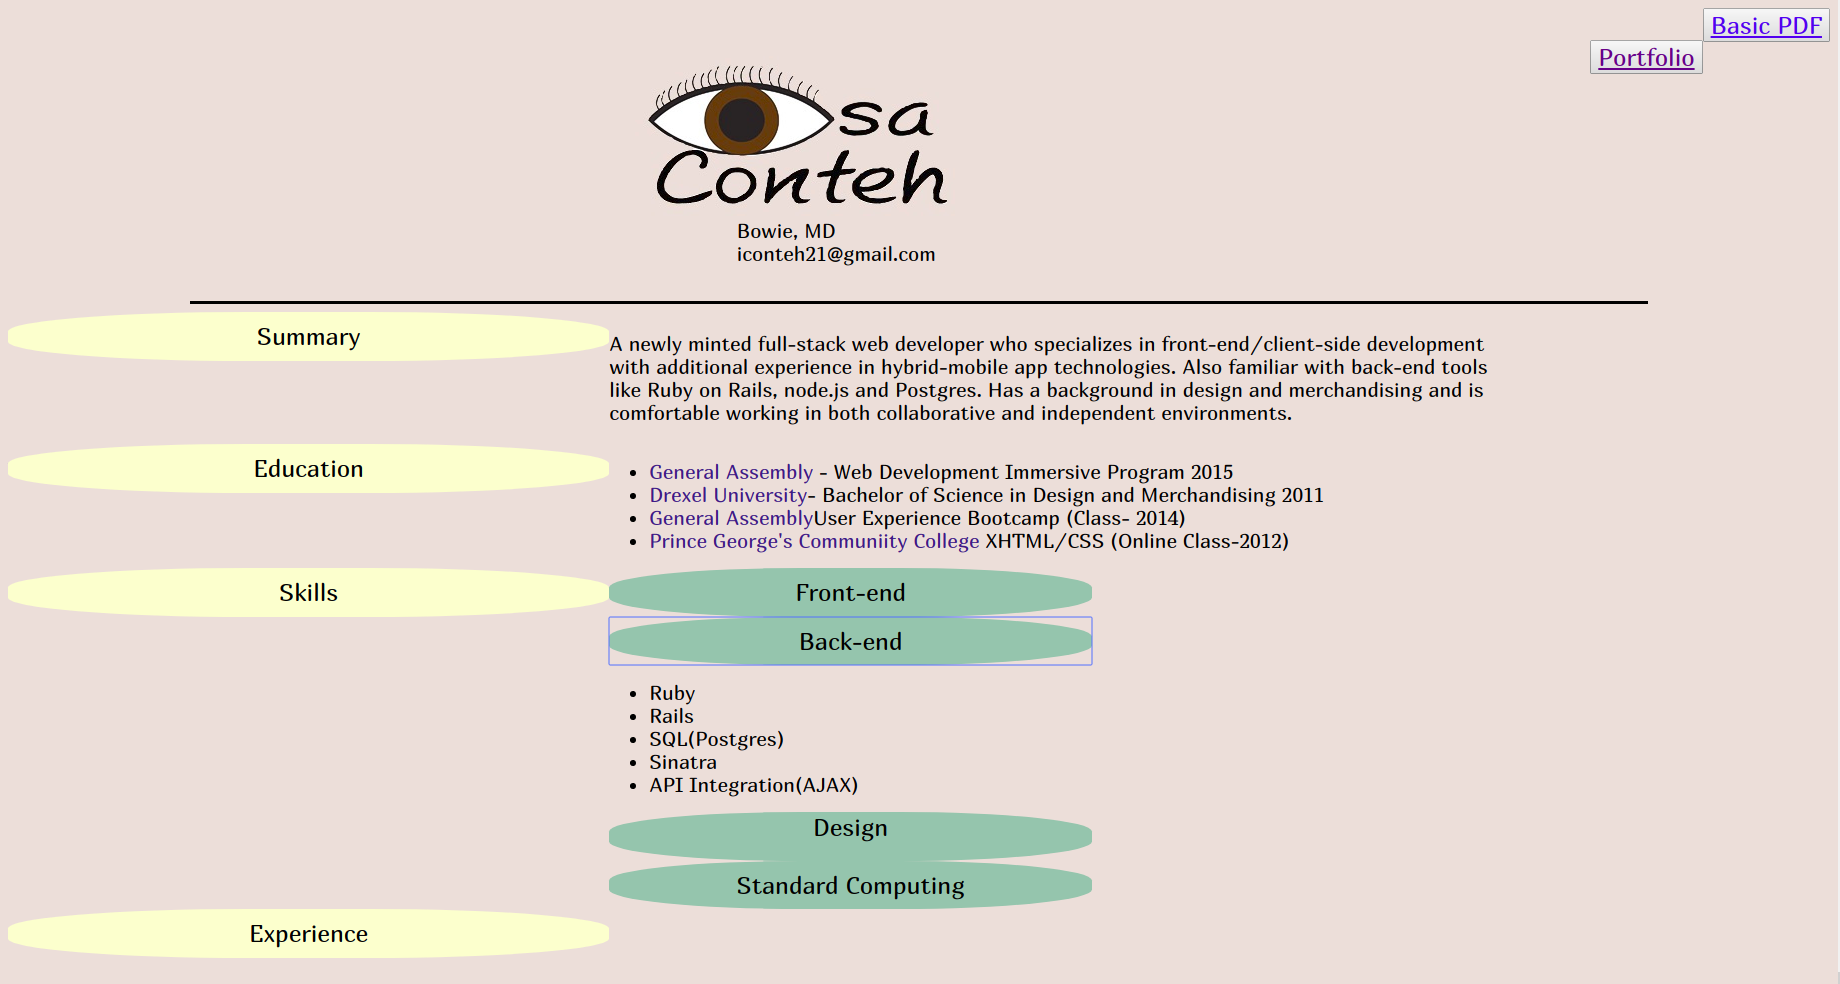 Basic PDF
Portfolio
sa
Conteh
Bowie, MD
iconteh21@gmail.com
Summary
A newly minted full-stack web developer who specializes in front-end/client-side development
with additional experience in hybrid-mobile app technologies. Also familiar with back-end tools
like Ruby on Rails, node.js and Postgres. Has a background in design and merchandising and is
comfortable working in both collaborative and independent environments.
Education
General Assembly - Web Development Immersive Program 2015
Drexel University- Bachelor of Science in Design and Merchandising 2011
General AssemblyUser Experience Bootcamp (Class- 2014)
Prince George's Communiity College XHTML/CSS (Online Class-2012)
Skills
Front-end
Back-end
Ruby
Rails
SQL(Postgres)
Sinatra
API Integration(AJAX)
Design
Standard Computing
Experience